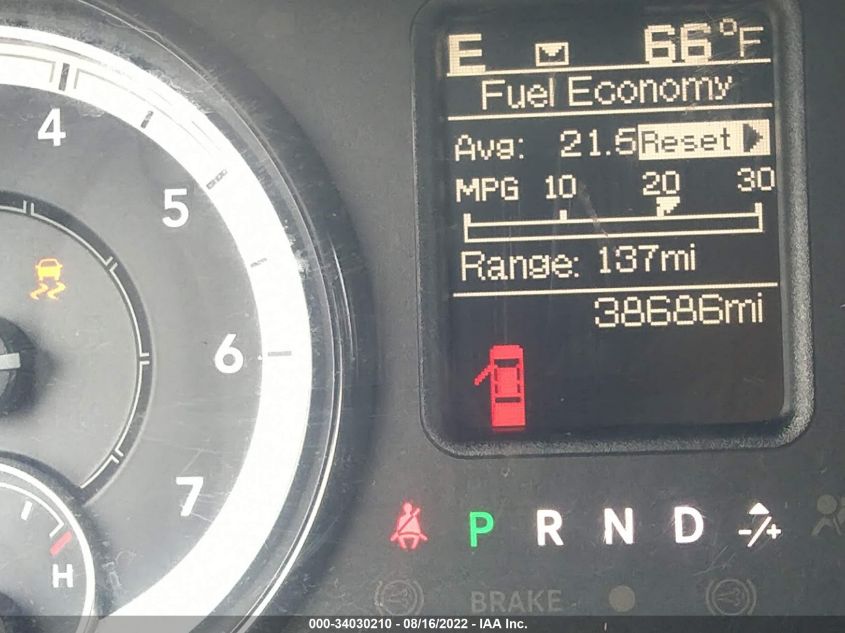 E 66°F
Fuel Economy
Avg: 21.5 Reset
MPG 10 20 30
Range: 137mi
38686mi
4
5
6
7
H
P R N D -/+
BRAKE
000-34030210 - 08/16/2022 - IAA Inc.